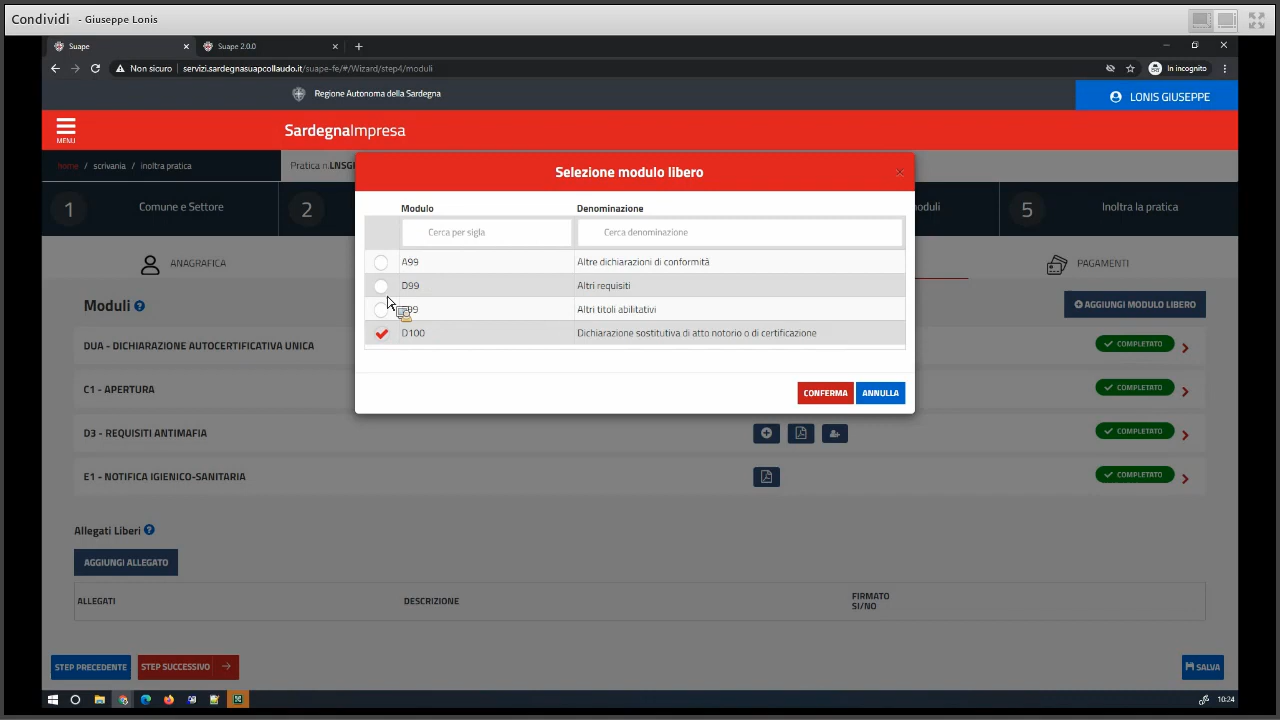 Condividi - Giuseppe Lonis
Suape
Suape 2.0.0
Non sicuro
servizi.sardegnasuapcollaudo.it/suape-fe/#/Wizard/step4/moduli
In incognito
Regione Autonoma della Sardegna
LONIS GIUSEPPE
MENU
SardegnaImpresa
home / scrivania / inoltra pratica
Pratica n.
Selezione modulo libero
1 Comune e Settore
2
5 Inoltra la pratica
Modulo Denominazione
Cerca per sigla Cerca denominazione
A99 Altre dichiarazioni di conformità
D99 Altri requisiti
Altri titoli abilitativi
D100 Dichiarazione sostitutiva di atto notorio o di certificazione
CONFERMA ANNULLA
ANAGRAFICA
PAGAMENTI
Moduli
AGGIUNGI MODULO LIBERO
DUA - DICHIARAZIONE AUTOCERTIFICATIVA UNICA
COMPLETATO
C1 - APERTURA
COMPLETATO
D3 - REQUISITI ANTIMAFIA
COMPLETATO
E1 - NOTIFICA IGIENICO-SANITARIA
COMPLETATO
Allegati Liberi
AGGIUNGI ALLEGATO
ALLEGATI DESCRIZIONE FIRMATO
SI/NO
STEP PRECEDENTE STEP SUCCESSIVO
SALVA
10:24